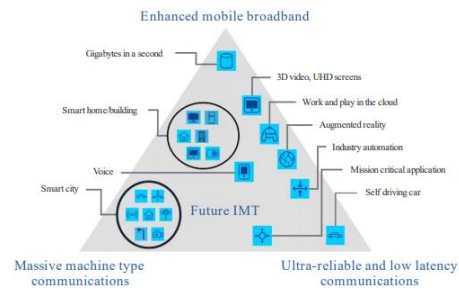 Enhanced mobile broadband
Gigabytes in a second
3D video, UHD screens
Smart home/building
Work and play in the cloud
Augmented reality
Industry automation
Voice
Mission critical application
Smart city
Self driving car
Future IMT
Massive machine type
communications
Ultra-reliable and low latency
communications